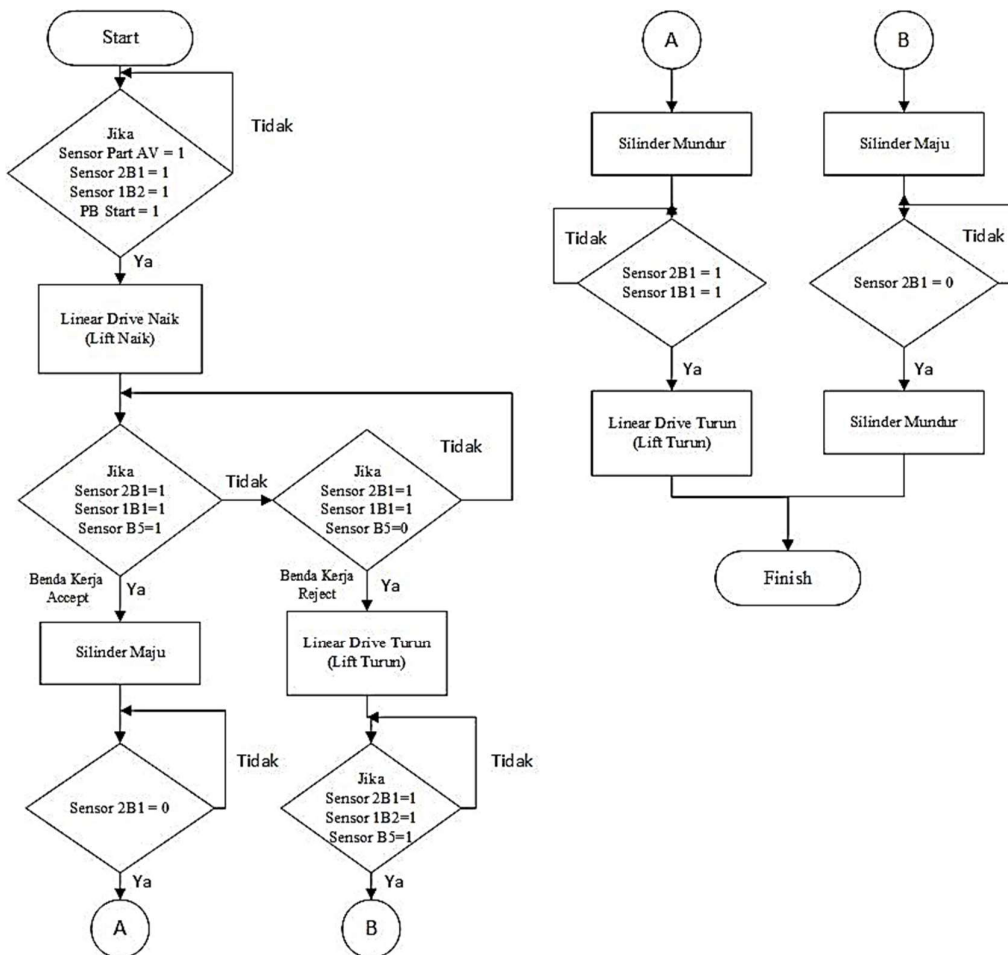 Start
Tidak
Jika
Sensor Part AV = 1
Sensor 2B1 = 1
Sensor 1B2 = 1
PB Start = 1
Ya
Linear Drive Naik
(Lift Naik)
Jika
Sensor 2B1=1
Sensor 1B1=1
Sensor B5=1
Tidak
Jika
Sensor 2B1=1
Sensor 1B1=1
Sensor B5=0
Tidak
Benda Kerja
Accept
Ya
Benda Kerja
Reject
Ya
Silinder Maju
Linear Drive Turun
(Lift Turun)
Sensor 2B1 = 0
Tidak
Jika
Sensor 2B1=1
Sensor 1B2=1
Sensor B5=1
Tidak
Ya
Ya
A
B
A
Silinder Mundur
Tidak
Sensor 2B1 = 1
Sensor 1B1 = 1
Ya
Linear Drive Turun
(Lift Turun)
B
Silinder Maju
Tidak
Sensor 2B1 = 0
Ya
Silinder Mundur
Finish